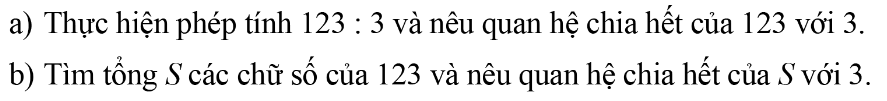 a) Thực hiện phép tính 123 : 3 và nêu quan hệ chia hết của 123 với 3.
b) Tìm tổng S các chữ số của 123 và nêu quan hệ chia hết của S với 3.